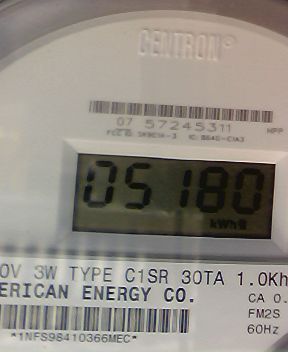 CENTRON®
07 57245311
HPP
05180
kWh
0V 3W TYPE C1SR 30TA 1.0Kh
ERICAN ENERGY CO.
CA 0.
FM2S
60Hz
*1NFS98410366MEC*